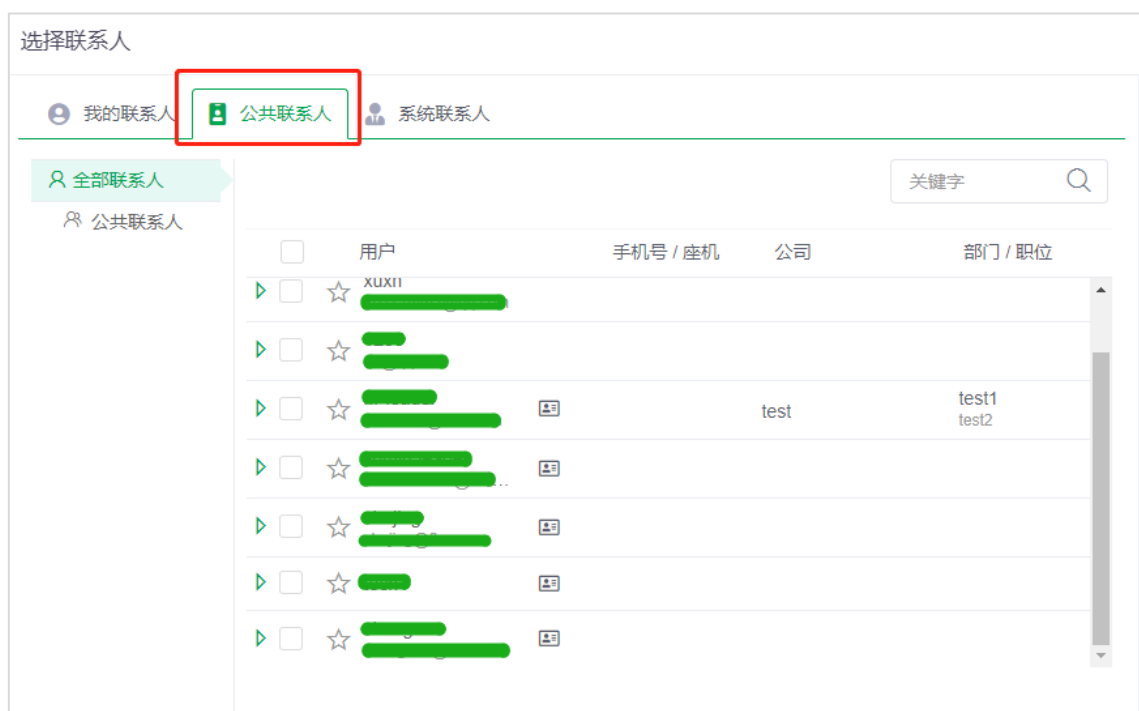 选择联系人
我的联系人 公共联系人 系统联系人
全部联系人 关键字
公共联系人
用户 手机号 / 座机 公司 部门 / 职位
xuxh
test test1
test2